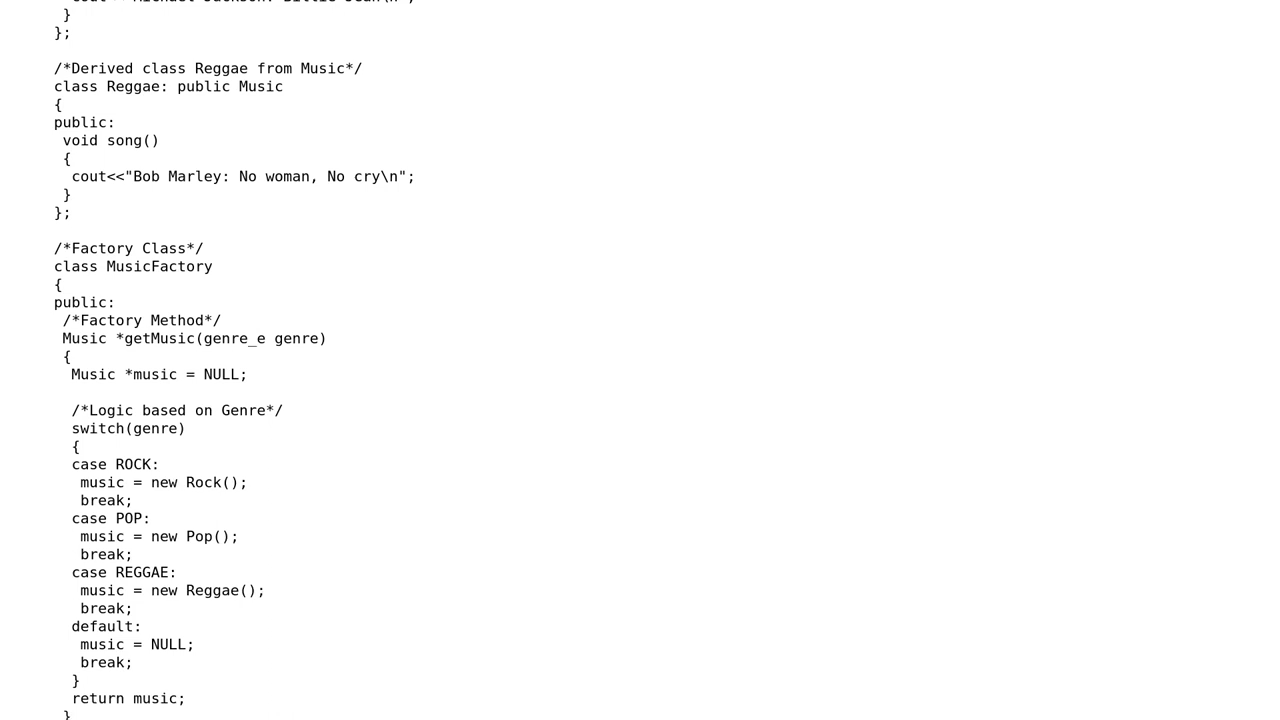 }
};

/*Derived class Reggae from Music*/
class Reggae: public Music
{
public:
 void song()
 {
  cout<<"Bob Marley: No woman, No cry\n";
 }
};

/*Factory Class*/
class MusicFactory
{
public:
 /*Factory Method*/
 Music *getMusic(genre_e genre)
 {
  Music *music = NULL;

  /*Logic based on Genre*/
  switch(genre)
  {
  case ROCK:
   music = new Rock();
   break;
  case POP:
   music = new Pop();
   break;
  case REGGAE:
   music = new Reggae();
   break;
  default:
   music = NULL;
   break;
  }
  return music;
 }